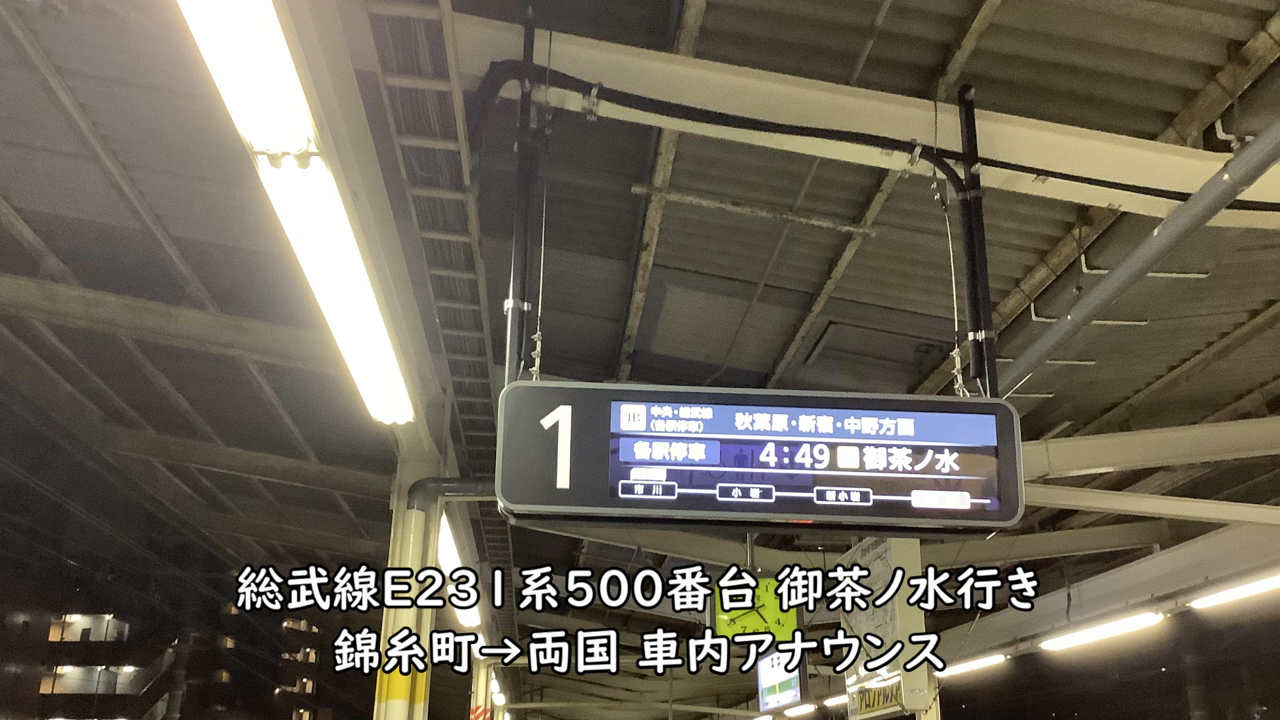 1
JB 中央・総武線
(各駅停車)
秋葉原・新宿・中野方面
各駅停車 4:49 御茶ノ水
市川 小岩 新小岩
総武線E231系500番台 御茶ノ水行き
錦糸町→両国 車内アナウンス